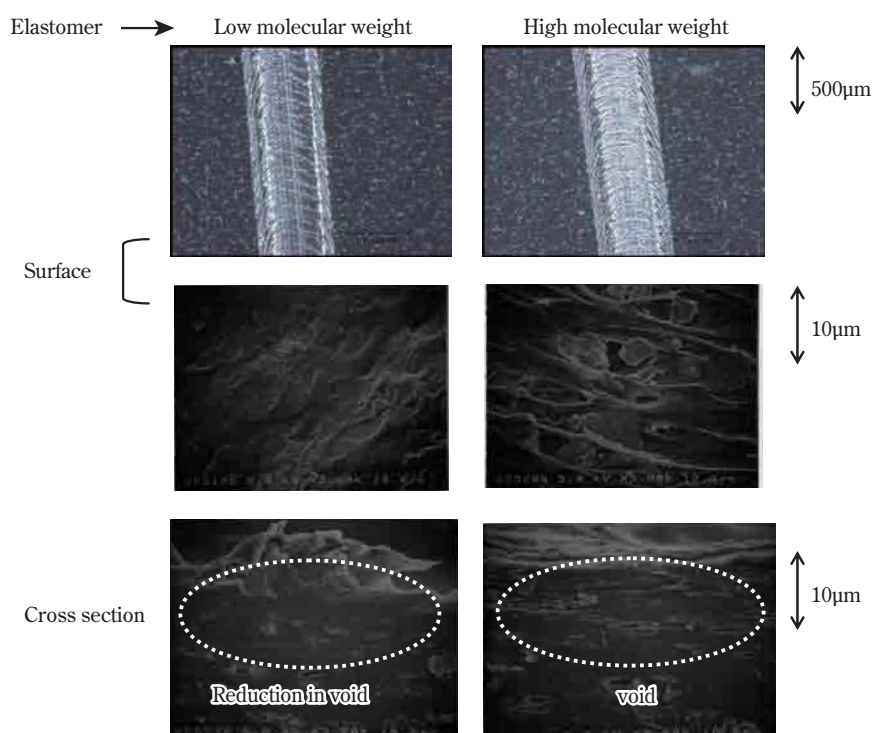 Elastomer
Low molecular weight
High molecular weight
500μm
Surface
10μm
Cross section
10μm
Reduction in void
void